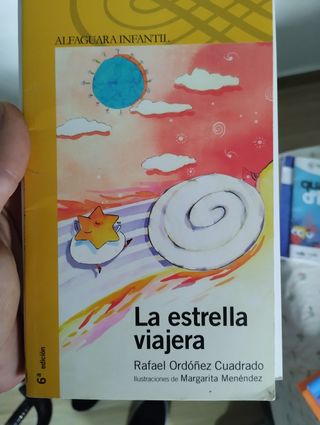 ALFAGUARA INFANTIL
La estrella
viajera
Rafael Ordóñez Cuadrado
Ilustraciones de Margarita Menéndez
6ª edición